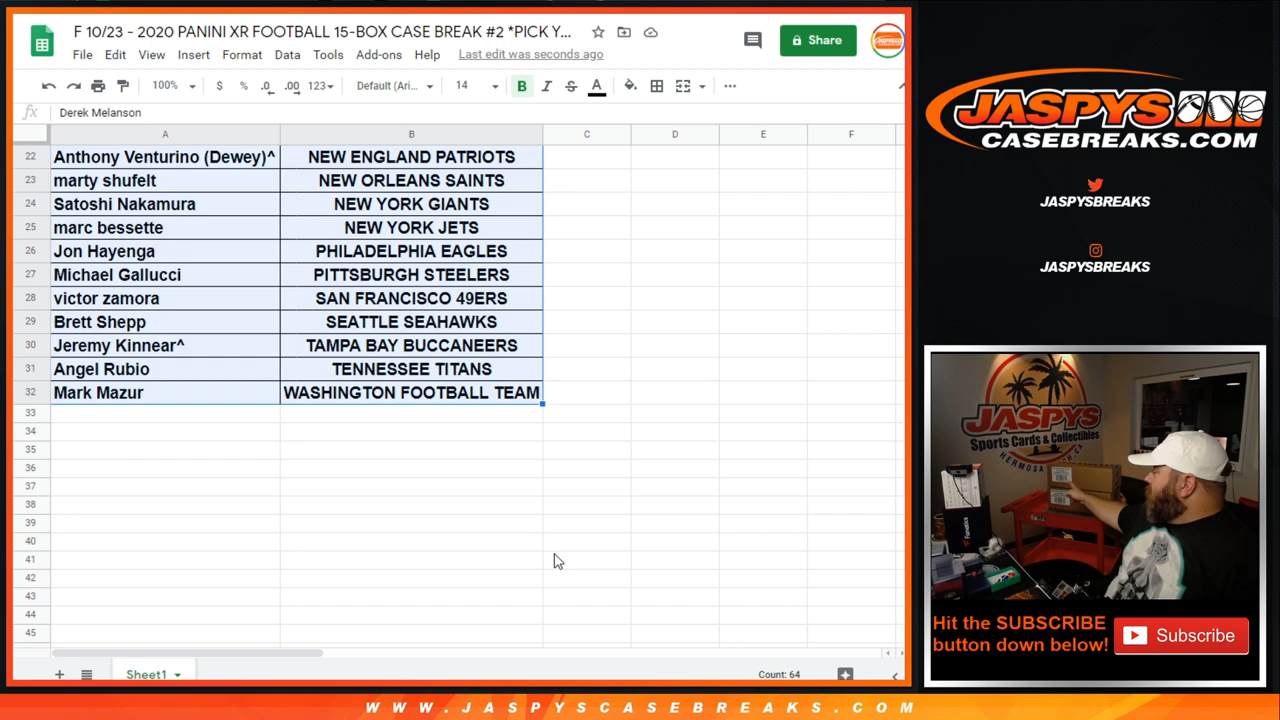 F 10/23 - 2020 PANINI XR FOOTBALL 15-BOX CASE BREAK #2 *PICK Y...
File Edit View Insert Format Data Tools Add-ons Help Last edit was seconds ago
Share
100% $ % .0 .00 123 Default (Ari... 14 B I S A
fx Derek Melanson
A B C D E F
22 Anthony Venturino (Dewey)^ NEW ENGLAND PATRIOTS
23 marty shufelt NEW ORLEANS SAINTS
24 Satoshi Nakamura NEW YORK GIANTS
25 marc bessette NEW YORK JETS
26 Jon Hayenga PHILADELPHIA EAGLES
27 Michael Gallucci PITTSBURGH STEELERS
28 victor zamora SAN FRANCISCO 49ERS
29 Brett Shepp SEATTLE SEAHAWKS
30 Jeremy Kinnear^ TAMPA BAY BUCCANEERS
31 Angel Rubio TENNESSEE TITANS
32 Mark Mazur WASHINGTON FOOTBALL TEAM
33
34
35
36
37
38
39
40
41
42
43
44
45
Sheet1 Count: 64
JASPYS
CASEBREAKS.COM
JASPYSBREAKS
JASPYSBREAKS
JASPYS
Sports Cards & Collectibles
Fanatics
Hit the SUBSCRIBE
button down below!
Subscribe
WWW.JASPYSCASEBREAKS.COM